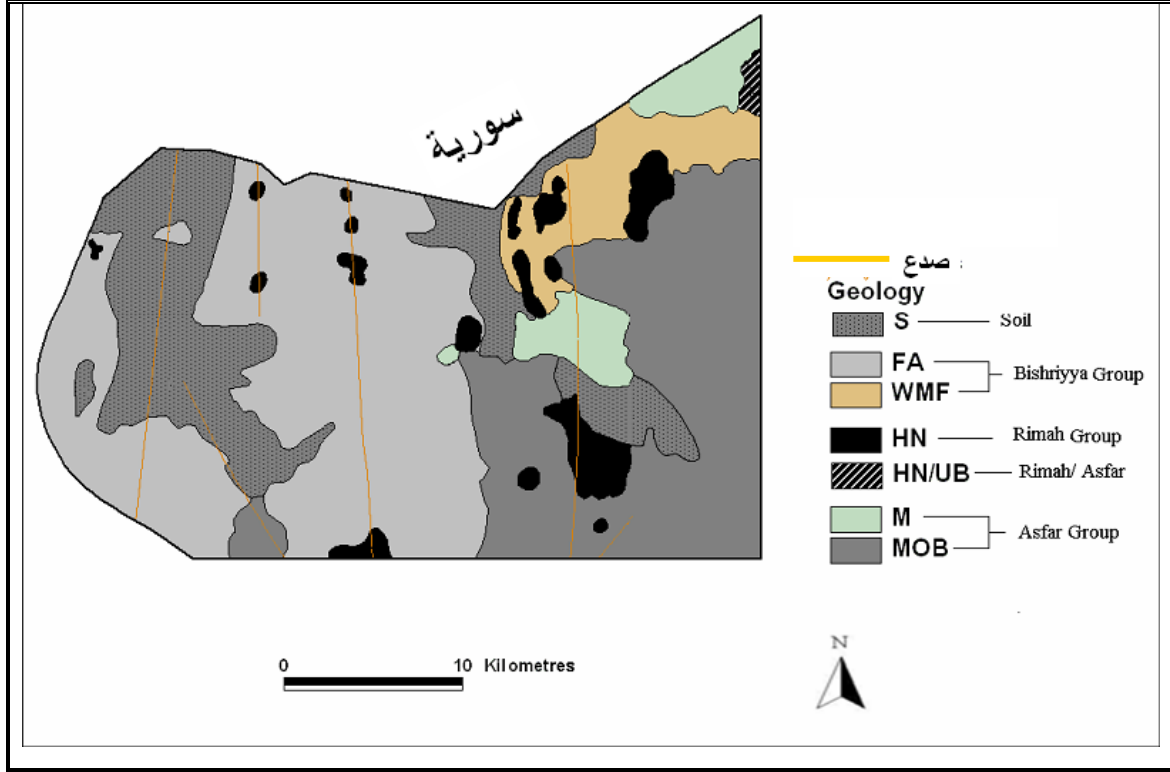 سورية
صدع :
Geology
S Soil
FA
Bishriyya Group
WMF
HN Rimah Group
HN/UB Rimah/ Asfar
M
Asfar Group
MOB
N
0 10 Kilometres